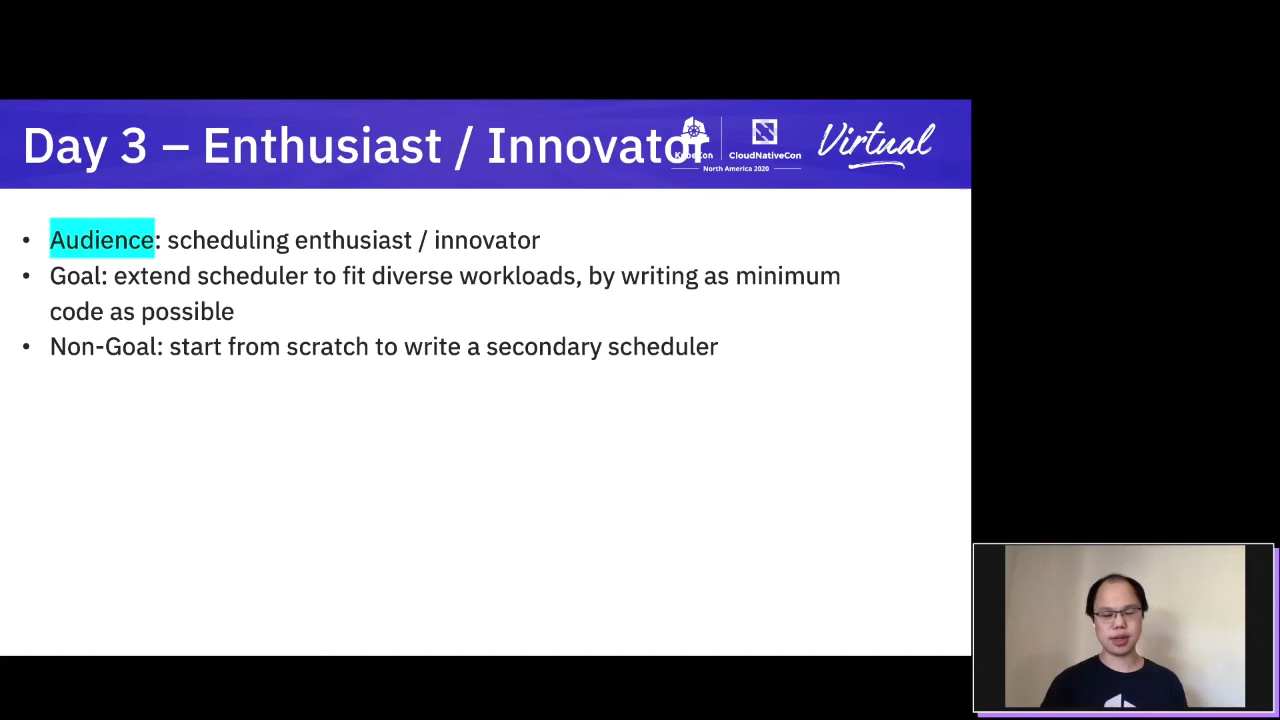 Day 3 – Enthusiast / Innovator
KubeCon
CloudNativeCon
North America 2020
Virtual
• Audience: scheduling enthusiast / innovator
• Goal: extend scheduler to fit diverse workloads, by writing as minimum
code as possible
• Non-Goal: start from scratch to write a secondary scheduler